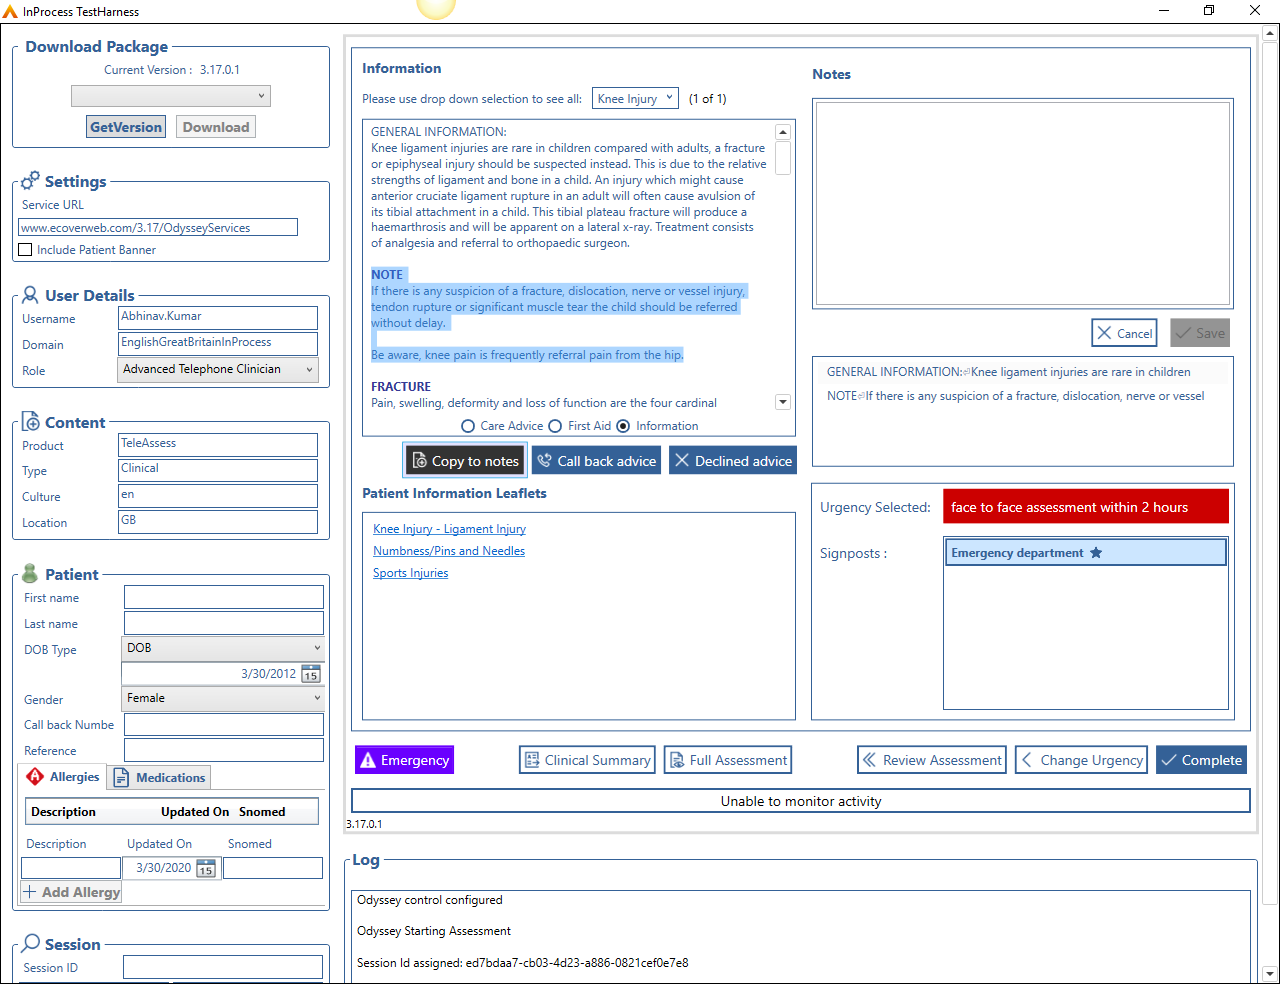 InProcess TestHarness
Download Package
Current Version : 3.17.0.1
GetVersion Download
Settings
Service URL
www.ecoverweb.com/3.17/OdysseyServices
Include Patient Banner
User Details
Username Abhinav.Kumar
Domain EnglishGreatBritainInProcess
Role Advanced Telephone Clinician
Content
Product TeleAssess
Type Clinical
Culture en
Location GB
Patient
First name
Last name
DOB Type DOB
3/30/2012 15
Gender Female
Call back Numbe
Reference
Allergies Medications
Description Updated On Snomed
Description Updated On Snomed
3/30/2020 15
Add Allergy
Session
Session ID
Information
Please use drop down selection to see all: Knee Injury (1 of 1)
GENERAL INFORMATION:
Knee ligament injuries are rare in children compared with adults, a fracture
or epiphyseal injury should be suspected instead. This is due to the relative
strengths of ligament and bone in a child. An injury which might cause
anterior cruciate ligament rupture in an adult will often cause avulsion of
its tibial attachment in a child. This tibial plateau fracture will produce a
haemarthrosis and will be apparent on a lateral x-ray. Treatment consists
of analgesia and referral to orthopaedic surgeon.
NOTE
If there is any suspicion of a fracture, dislocation, nerve or vessel injury,
tendon rupture or significant muscle tear the child should be referred
without delay.
Be aware, knee pain is frequently referral pain from the hip.
FRACTURE
Pain, swelling, deformity and loss of function are the four cardinal
Care Advice First Aid Information
Copy to notes Call back advice Declined advice
Patient Information Leaflets
Knee Injury - Ligament Injury
Numbness/Pins and Needles
Sports Injuries
Notes
Cancel Save
GENERAL INFORMATION:⏎Knee ligament injuries are rare in children
NOTE⏎If there is any suspicion of a fracture, dislocation, nerve or vessel
Urgency Selected: face to face assessment within 2 hours
Signposts : Emergency department ★
Emergency Clinical Summary Full Assessment Review Assessment Change Urgency Complete
Unable to monitor activity
3.17.0.1
Log
Odyssey control configured
Odyssey Starting Assessment
Session Id assigned: ed7bdaa7-cb03-4d23-a886-0821cef0e7e8